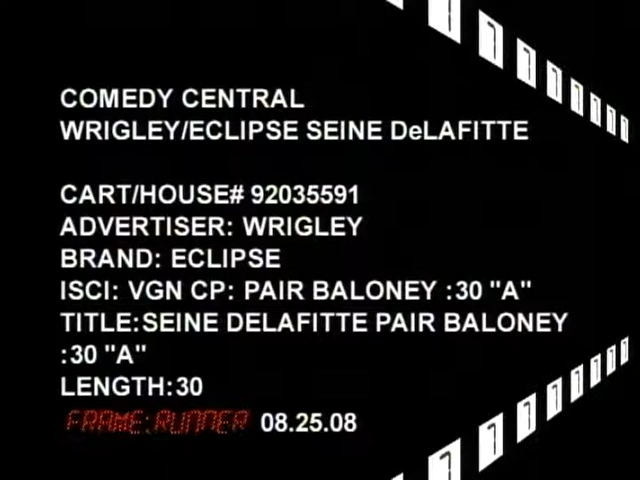 COMEDY CENTRAL
WRIGLEY/ECLIPSE SEINE DeLAFITTE
CART/HOUSE# 92035591
ADVERTISER: WRIGLEY
BRAND: ECLIPSE
ISCI: VGN CP: PAIR BALONEY :30 "A"
TITLE:SEINE DELAFITTE PAIR BALONEY
:30 "A"
LENGTH:30
FRAME:RUNNER 08.25.08